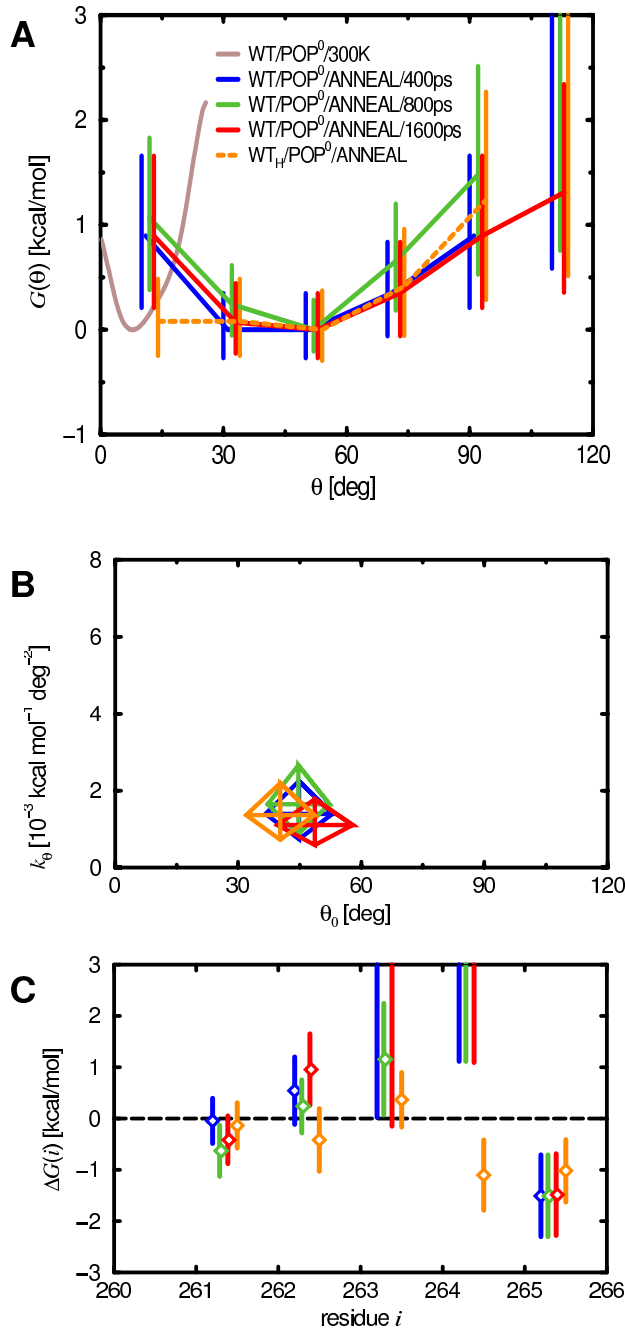 A
WT/POP⁰/300K
WT/POP⁰/ANNEAL/400ps
WT/POP⁰/ANNEAL/800ps
WT/POP⁰/ANNEAL/1600ps
WT_H/POP⁰/ANNEAL
G(θ) [kcal/mol]
3
2
1
0
−1
0 30 60 90 120
θ [deg]
B
k_θ [10⁻³ kcal mol⁻¹ deg⁻²]
8
6
4
2
0
0 30 60 90 120
θ₀ [deg]
C
ΔG(i) [kcal/mol]
3
2
1
0
−1
−2
−3
260 261 262 263 264 265 266
residue i